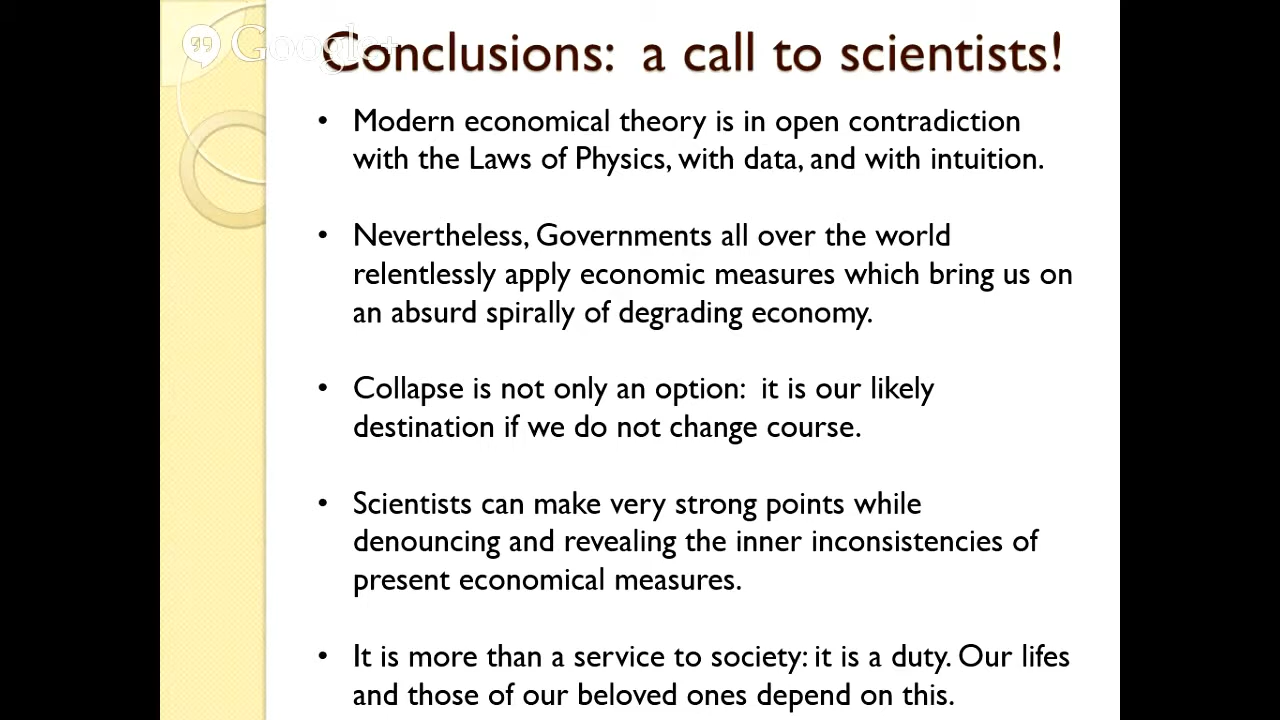 Google+
Conclusions: a call to scientists!
• Modern economical theory is in open contradiction
with the Laws of Physics, with data, and with intuition.
• Nevertheless, Governments all over the world
relentlessly apply economic measures which bring us on
an absurd spirally of degrading economy.
• Collapse is not only an option: it is our likely
destination if we do not change course.
• Scientists can make very strong points while
denouncing and revealing the inner inconsistencies of
present economical measures.
• It is more than a service to society: it is a duty. Our lifes
and those of our beloved ones depend on this.